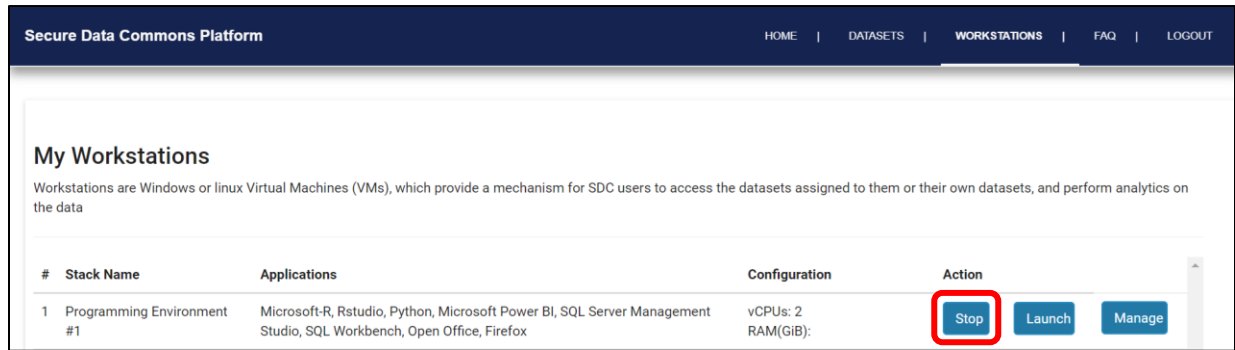 Secure Data Commons Platform HOME | DATASETS | WORKSTATIONS | FAQ | LOGOUT
My Workstations
Workstations are Windows or linux Virtual Machines (VMs), which provide a mechanism for SDC users to access the datasets assigned to them or their own datasets, and perform analytics on
the data
# Stack Name Applications Configuration Action
1 Programming Environment Microsoft-R, Rstudio, Python, Microsoft Power BI, SQL Server Management vCPUs: 2 Stop Launch Manage
#1 Studio, SQL Workbench, Open Office, Firefox RAM(GiB):